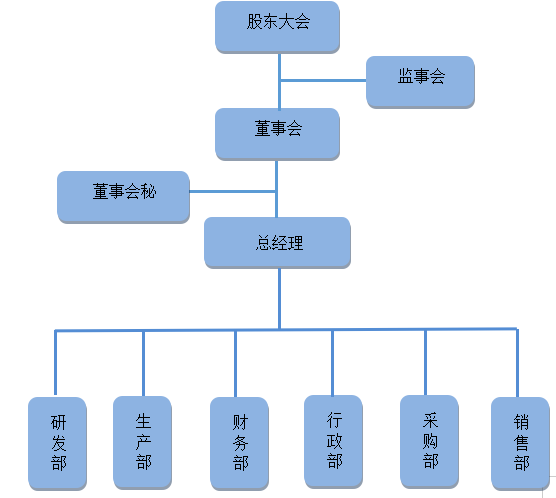 股东大会
监事会
董事会
董事会秘
总经理
研发部
生产部
财务部
行政部
采购部
销售部